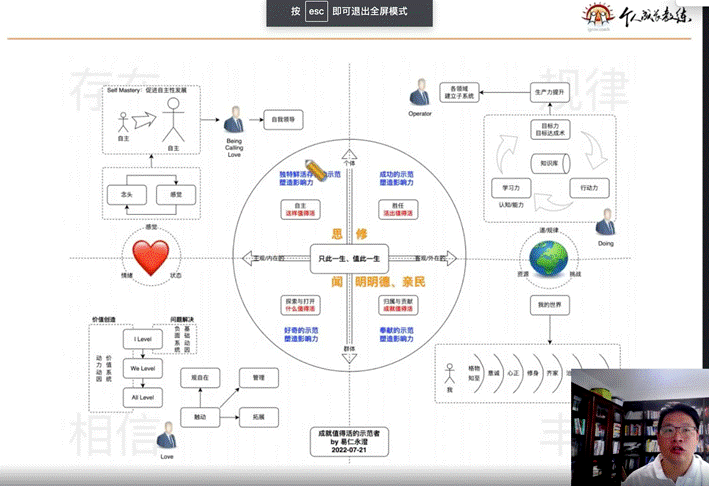 按 esc 即可退出全屏模式
个人成长教练
存在
规律
Self Mastery：促进自主性发展
自主
自主
Being
Calling
Love
自我领导
念头
感觉
感觉
情绪
状态
各领域
建立子系统
生产力提升
Operator
目标力
目标达成术
知识库
学习力
认知/能力
行动力
Doing
道/规律
资源
挑战
个体
独特鲜活存
的示范
塑造影响力
成功的示范
塑造影响力
自主
这样值得活
胜任
活出值得活
思
修
主观/内在的
只此一生、值此一生
客观/外在的
闻
明明德、亲民
探索与打开
什么值得活
归属与贡献
成就值得活
好奇的示范
塑造影响力
奉献的示范
塑造影响力
群体
价值创造
问题解决
动力动因
价值系统
负面系统
基础动因
I Level
We Level
All Level
观自在
管理
触动
拓展
Love
相信
我的世界
我
格物
知至
意诚
心正
修身
齐家
成就值得活的示范者
by 易仁永澄
2022-07-21